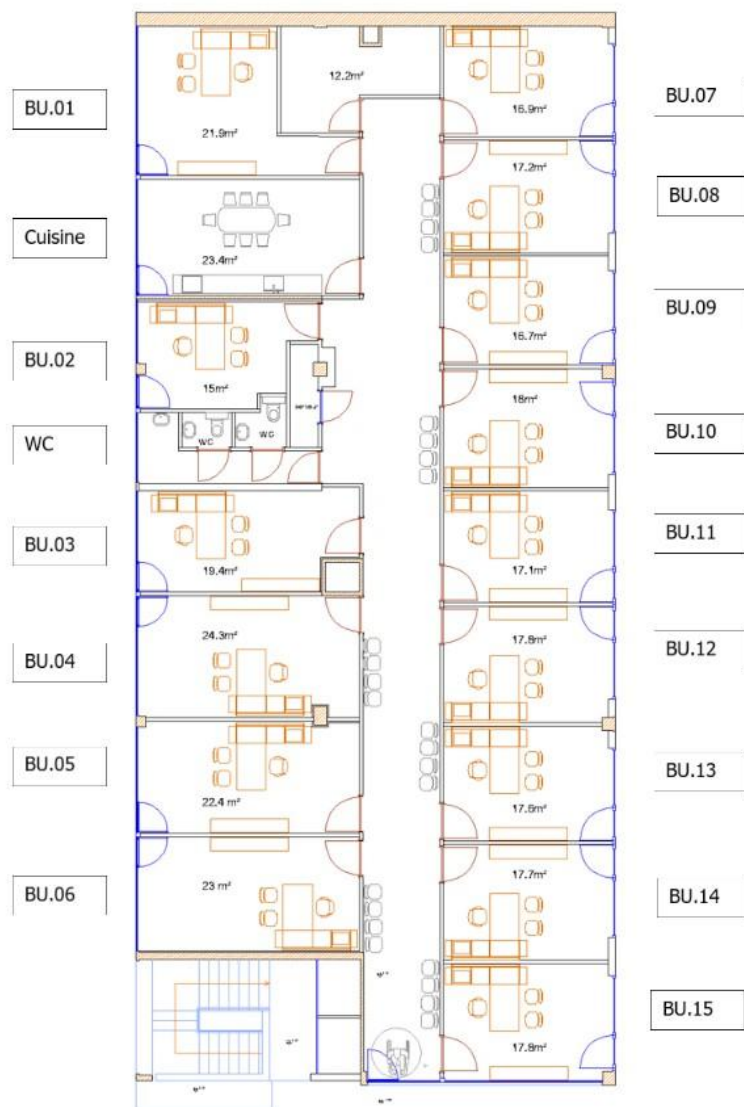 12.2m²
BU.01
21.9m²
16.9m²
BU.07
17.2m²
BU.08
Cuisine
23.4m²
16.7m²
BU.09
BU.02
15m²
18m²
BU.10
WC
WC
WC
BU.03
19.4m²
17.1m²
BU.11
24.3m²
17.8m²
BU.04
BU.12
BU.05
22.4 m²
17.6m²
BU.13
BU.06
23 m²
17.7m²
BU.14
BU.15
17.8m²